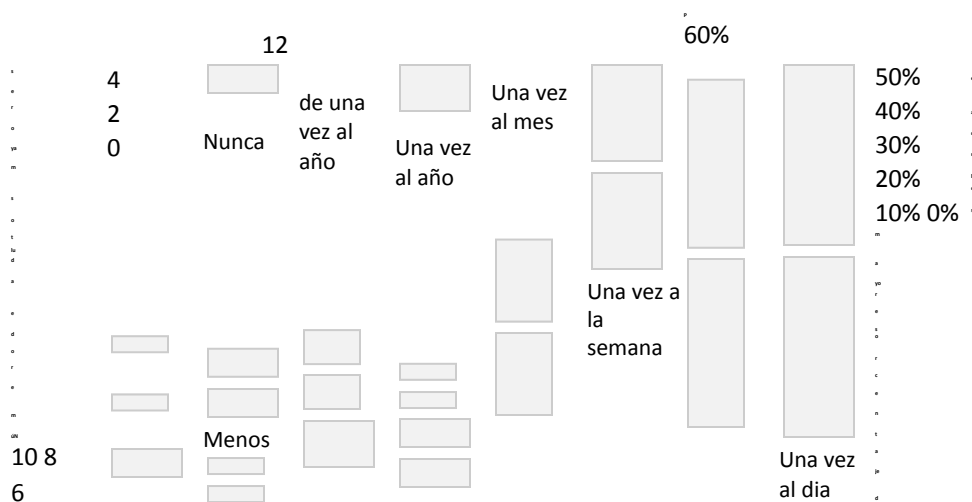 12
60%
4
2
0
Nunca
de una
vez al
año
Una vez
al año
Una vez
al mes
50%
40%
30%
20%
10% 0%
Una vez a
la
semana
Menos
10 8
6
Una vez
al dia